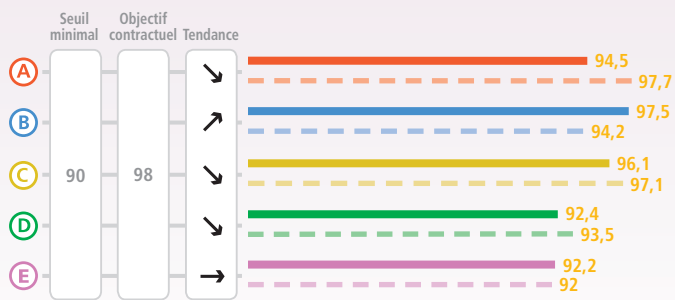 Seuil minimal
Objectif contractuel
Tendance
90
98
A
94,5
97,7
B
97,5
94,2
C
96,1
97,1
D
92,4
93,5
E
92,2
92